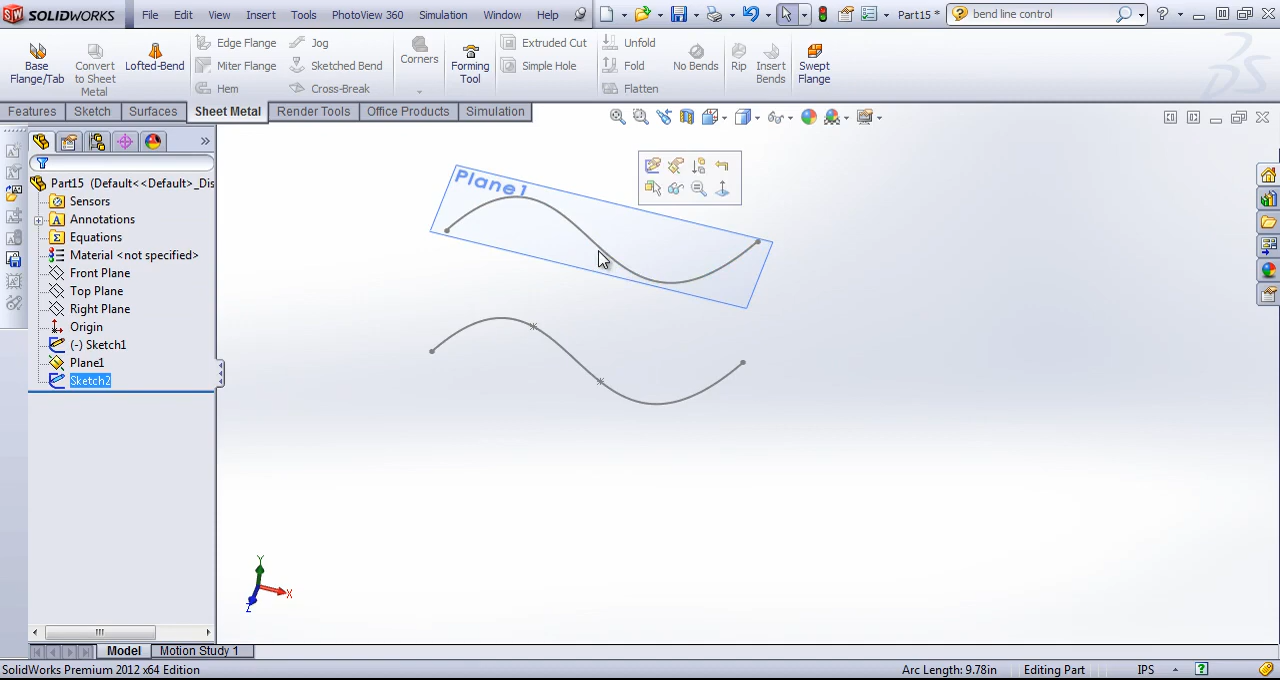 SOLIDWORKS File Edit View Insert Tools PhotoView 360 Simulation Window Help Part15 * bend line control
Base Flange/Tab
Convert to Sheet Metal
Lofted-Bend
Edge Flange
Miter Flange
Hem
Jog
Sketched Bend
Cross-Break
Corners
Forming Tool
Extruded Cut
Simple Hole
Unfold
Fold
Flatten
No Bends
Rip
Insert Bends
Swept Flange
Features Sketch Surfaces Sheet Metal Render Tools Office Products Simulation
Part15 (Default<<Default>_Dis
Sensors
Annotations
Equations
Material <not specified>
Front Plane
Top Plane
Right Plane
Origin
(-) Sketch1
Plane1
Sketch2
Plane1
Y
X
Z
Model Motion Study 1
SolidWorks Premium 2012 x64 Edition Arc Length: 9.78in Editing Part IPS